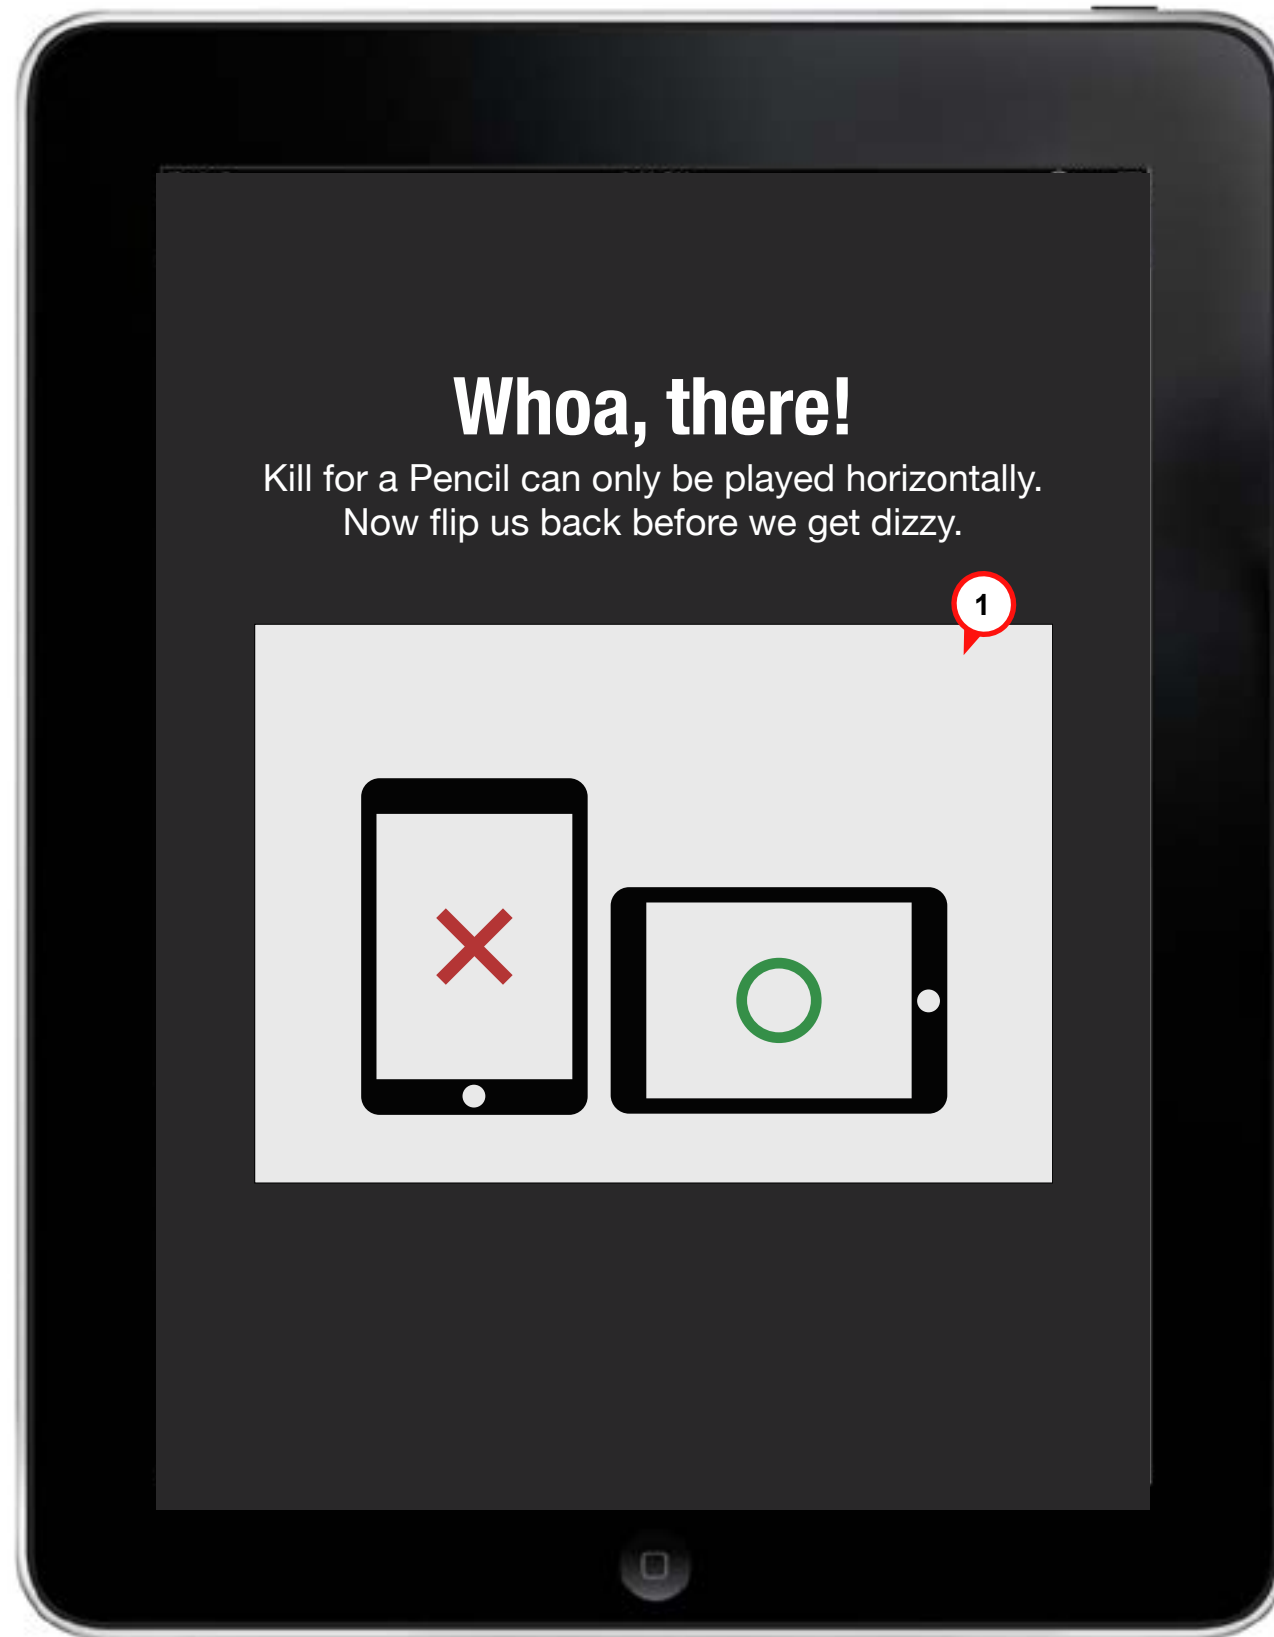 Whoa, there!
Kill for a Pencil can only be played horizontally.
Now flip us back before we get dizzy.
1